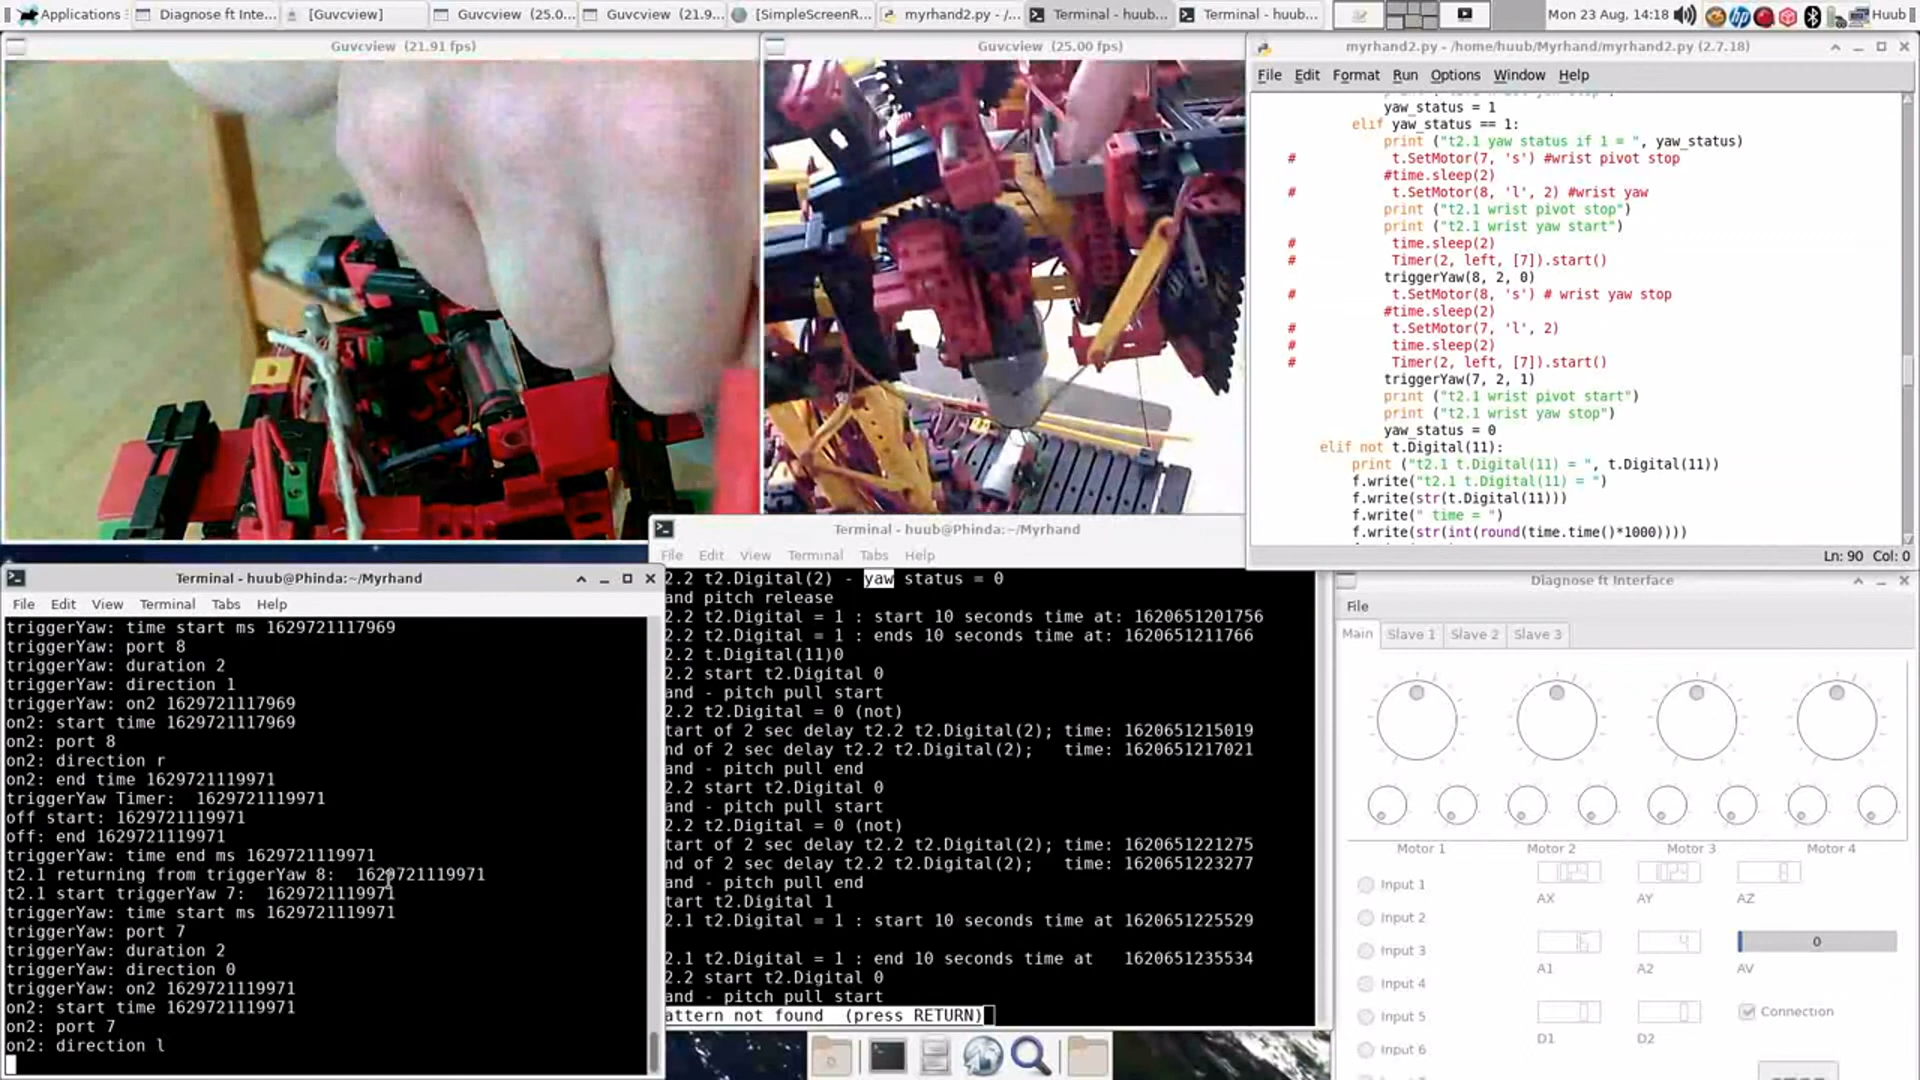 Applications
Diagnose ft Inte...
[Guvcview]
Guvcview (25.0...
Guvcview (21.9...
[SimpleScreenR...
myrhand2.py - /...
Terminal - huub...
Terminal - huub...
Mon 23 Aug, 14:18
Huub
Guvcview (21.91 fps)
Guvcview (25.00 fps)
myrhand2.py - /home/huub/Myrhand/myrhand2.py (2.7.18)
File Edit Format Run Options Window Help
yaw_status = 1
elif yaw_status == 1:
print ("t2.1 yaw status if 1 = ", yaw_status)
# t.SetMotor(7, 's') #wrist pivot stop
#time.sleep(2)
# t.SetMotor(8, 'l', 2) #wrist yaw
print ("t2.1 wrist pivot stop")
print ("t2.1 wrist yaw start")
# time.sleep(2)
# Timer(2, left, [7]).start()
triggerYaw(8, 2, 0)
# t.SetMotor(8, 's') # wrist yaw stop
#time.sleep(2)
# t.SetMotor(7, 'l', 2)
# time.sleep(2)
# Timer(2, left, [7]).start()
triggerYaw(7, 2, 1)
print ("t2.1 wrist pivot start")
print ("t2.1 wrist yaw stop")
yaw_status = 0
elif not t.Digital(11):
print ("t2.1 t.Digital(11) = ", t.Digital(11))
f.write("t2.1 t.Digital(11) = ")
f.write(str(t.Digital(11)))
f.write(" time = ")
f.write(str(int(round(time.time()*1000))))
Ln: 90 Col: 0
Terminal - huub@Phinda:~/Myrhand
File Edit View Terminal Tabs Help
2.2 t2.Digital(2) - yaw status = 0
and pitch release
2.2 t2.Digital = 1 : start 10 seconds time at: 1620651201756
2.2 t2.Digital = 1 : ends 10 seconds time at: 1620651211766
2.2 t.Digital(11)0
2.2 start t2.Digital 0
and - pitch pull start
2.2 t2.Digital = 0 (not)
tart of 2 sec delay t2.2 t2.Digital(2); time: 1620651215019
nd of 2 sec delay t2.2 t2.Digital(2); time: 1620651217021
and - pitch pull end
2.2 start t2.Digital 0
and - pitch pull start
2.2 t2.Digital = 0 (not)
tart of 2 sec delay t2.2 t2.Digital(2); time: 1620651221275
nd of 2 sec delay t2.2 t2.Digital(2); time: 1620651223277
and - pitch pull end
tart t2.Digital 1
2.1 t2.Digital = 1 : start 10 seconds time at 1620651225529
2.1 t2.Digital = 1 : end 10 seconds time at 1620651235534
2.2 start t2.Digital 0
and - pitch pull start
attern not found (press RETURN)
Terminal - huub@Phinda:~/Myrhand
File Edit View Terminal Tabs Help
triggerYaw: time start ms 1629721117969
triggerYaw: port 8
triggerYaw: duration 2
triggerYaw: direction 1
triggerYaw: on2 1629721117969
on2: start time 1629721117969
on2: port 8
on2: direction r
on2: end time 1629721119971
triggerYaw Timer: 1629721119971
off start: 1629721119971
off: end 1629721119971
triggerYaw: time end ms 1629721119971
t2.1 returning from triggerYaw 8: 1629721119971
t2.1 start triggerYaw 7: 1629721119971
triggerYaw: time start ms 1629721119971
triggerYaw: port 7
triggerYaw: duration 2
triggerYaw: direction 0
triggerYaw: on2 1629721119971
on2: start time 1629721119971
on2: port 7
on2: direction l
Diagnose ft Interface
File
Main Slave 1 Slave 2 Slave 3
Motor 1 Motor 2 Motor 3 Motor 4
Input 1
Input 2
Input 3
Input 4
Input 5
Input 6
AX AY AZ
0
A1 A2 AV
Connection
D1 D2